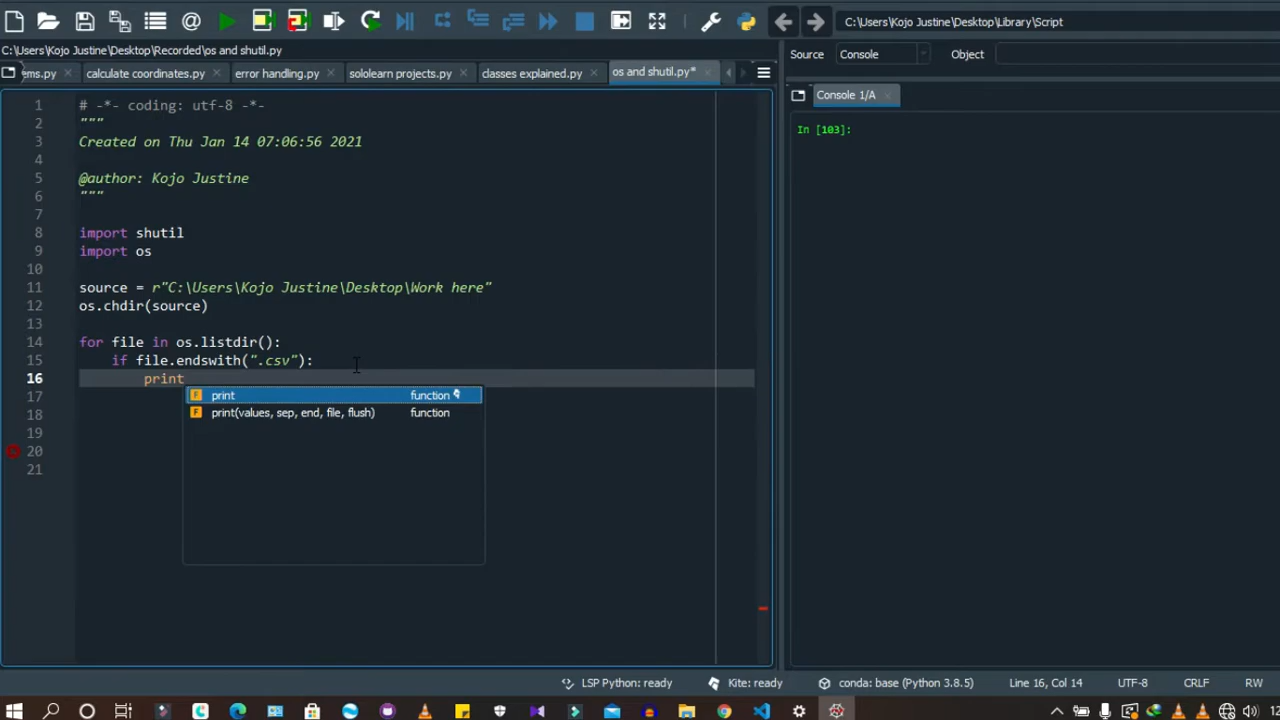 C:\Users\Kojo Justine\Desktop\Library\Script
C:\Users\Kojo Justine\Desktop\Recorded\os and shutil.py
Source Console Object
ems.py calculate coordinates.py error handling.py sololearn projects.py classes explained.py os and shutil.py*
Console 1/A
1 # -*- coding: utf-8 -*-
2 """
3 Created on Thu Jan 14 07:06:56 2021
4
5 @author: Kojo Justine
6 """
7
8 import shutil
9 import os
10
11 source = r"C:\Users\Kojo Justine\Desktop\Work here"
12 os.chdir(source)
13
14 for file in os.listdir():
15 if file.endswith(".csv"):
16 print
17
18
19
20
21
print function
print(values, sep, end, file, flush) function
In [103]:
LSP Python: ready Kite: ready conda: base (Python 3.8.5) Line 16, Col 14 UTF-8 CRLF RW